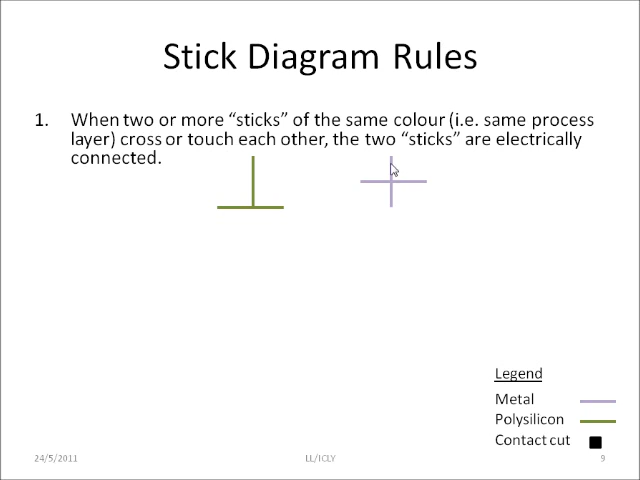 Stick Diagram Rules
1. When two or more “sticks” of the same colour (i.e. same process
layer) cross or touch each other, the two “sticks” are electrically
connected.
Legend
Metal
Polysilicon
Contact cut
24/5/2011 LL/ICLY 9